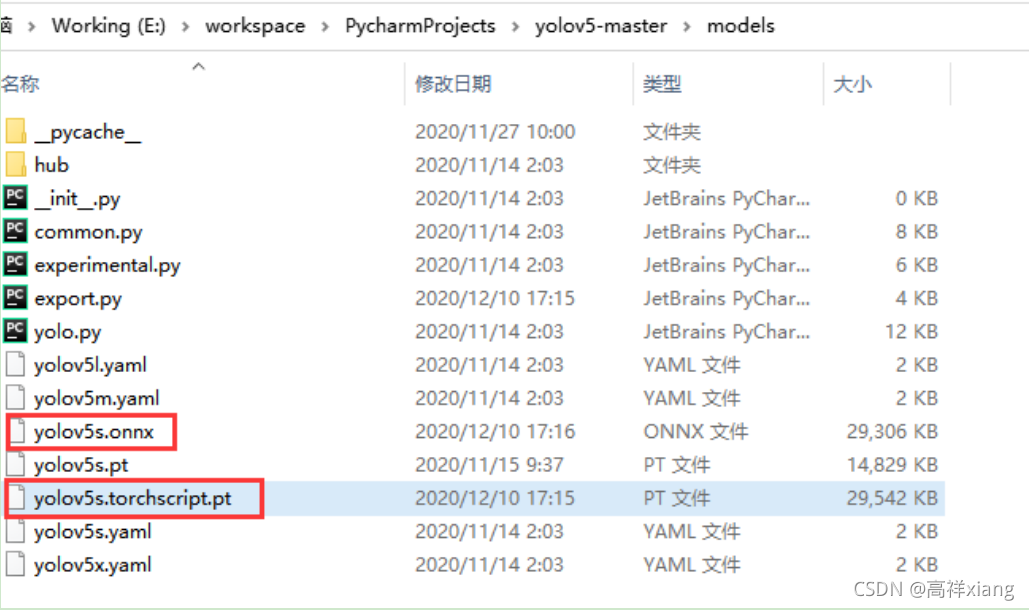 脑 > Working (E:) > workspace > PycharmProjects > yolov5-master > models
名称 修改日期 类型 大小
__pycache__ 2020/11/27 10:00 文件夹
hub 2020/11/14 2:03 文件夹
__init__.py 2020/11/14 2:03 JetBrains PyChar... 0 KB
common.py 2020/11/14 2:03 JetBrains PyChar... 8 KB
experimental.py 2020/11/14 2:03 JetBrains PyChar... 6 KB
export.py 2020/12/10 17:15 JetBrains PyChar... 4 KB
yolo.py 2020/11/14 2:03 JetBrains PyChar... 12 KB
yolov5l.yaml 2020/11/14 2:03 YAML 文件 2 KB
yolov5m.yaml 2020/11/14 2:03 YAML 文件 2 KB
yolov5s.onnx 2020/12/10 17:16 ONNX 文件 29,306 KB
yolov5s.pt 2020/11/15 9:37 PT 文件 14,829 KB
yolov5s.torchscript.pt 2020/12/10 17:15 PT 文件 29,542 KB
yolov5s.yaml 2020/11/14 2:03 YAML 文件 2 KB
yolov5x.yaml 2020/11/14 2:03 YAML 文件 2 KB
CSDN @高祥xiang